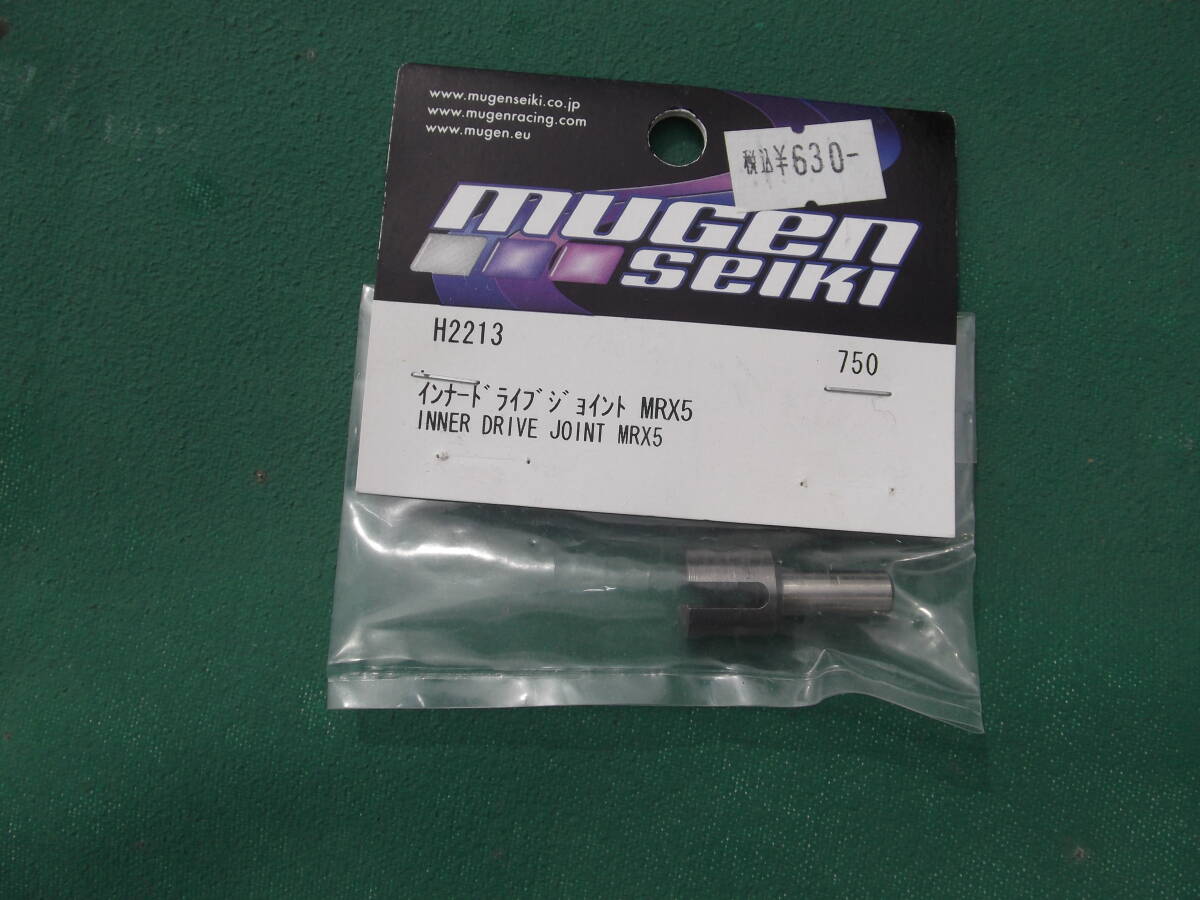 www.mugenseiki.co.jp
www.mugenracing.com
www.mugen.eu
税込¥630-
mugen
seiki
H2213
750
ｲﾝﾅｰﾄﾞﾗｲﾌﾞｼﾞｮｲﾝﾄ MRX5
INNER DRIVE JOINT MRX5